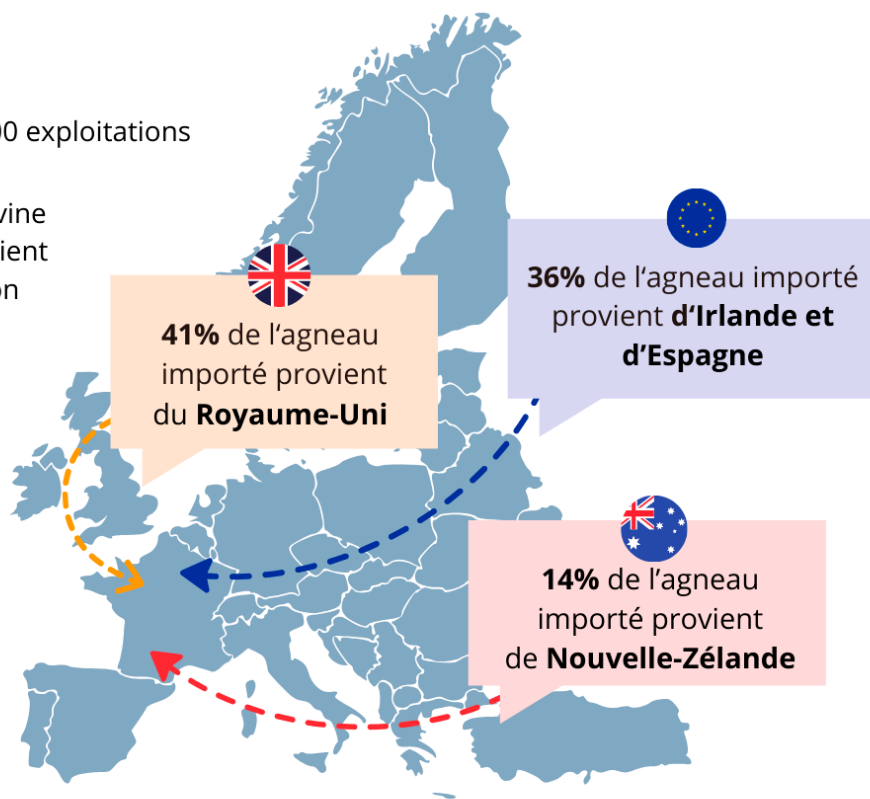 00 exploitations
vine
ient
on
36% de l‘agneau importé
provient d‘Irlande et
d’Espagne
41% de l‘agneau
importé provient
du Royaume-Uni
14% de l’agneau
importé provient
de Nouvelle-Zélande